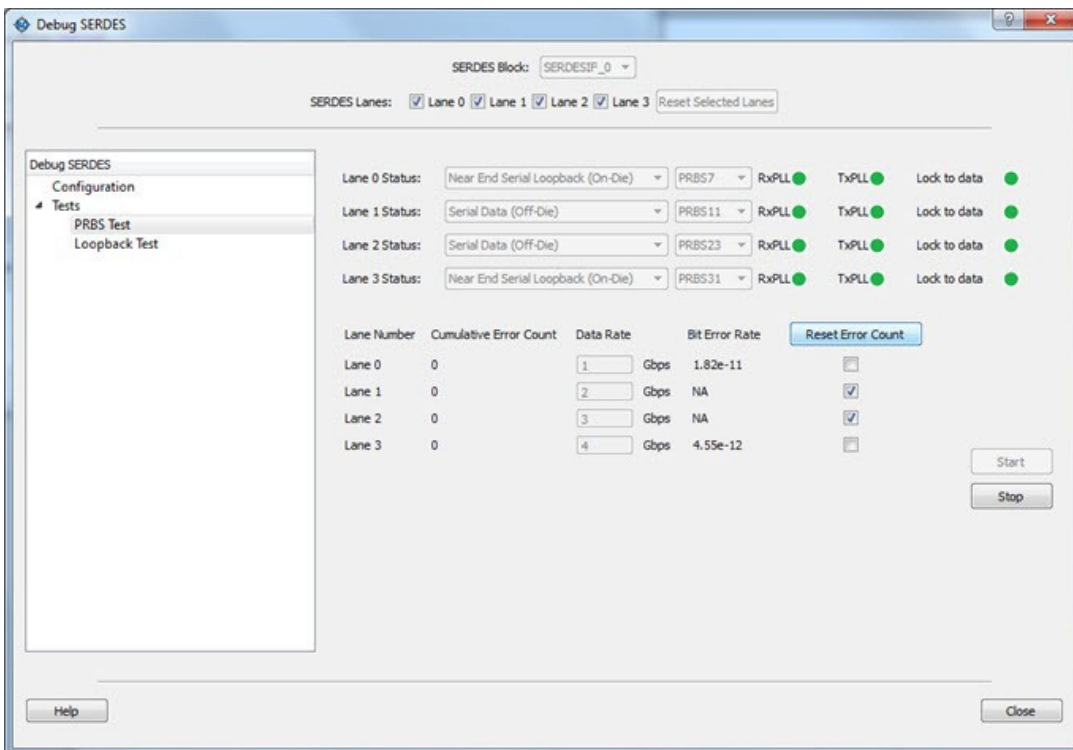 Debug SERDES
SERDES Block: SERDESIF_0
SERDES Lanes: Lane 0 Lane 1 Lane 2 Lane 3 Reset Selected Lanes
Debug SERDES
Configuration
Tests
PRBS Test
Loopback Test
Lane 0 Status: Near End Serial Loopback (On-Die) PRBS7 RxPLL TxPLL Lock to data
Lane 1 Status: Serial Data (Off-Die) PRBS11 RxPLL TxPLL Lock to data
Lane 2 Status: Serial Data (Off-Die) PRBS23 RxPLL TxPLL Lock to data
Lane 3 Status: Near End Serial Loopback (On-Die) PRBS31 RxPLL TxPLL Lock to data
Lane Number Cumulative Error Count Data Rate Bit Error Rate Reset Error Count
Lane 0 0 1 Gbps 1.82e-11
Lane 1 0 2 Gbps NA
Lane 2 0 3 Gbps NA
Lane 3 0 4 Gbps 4.55e-12
Start
Stop
Help Close